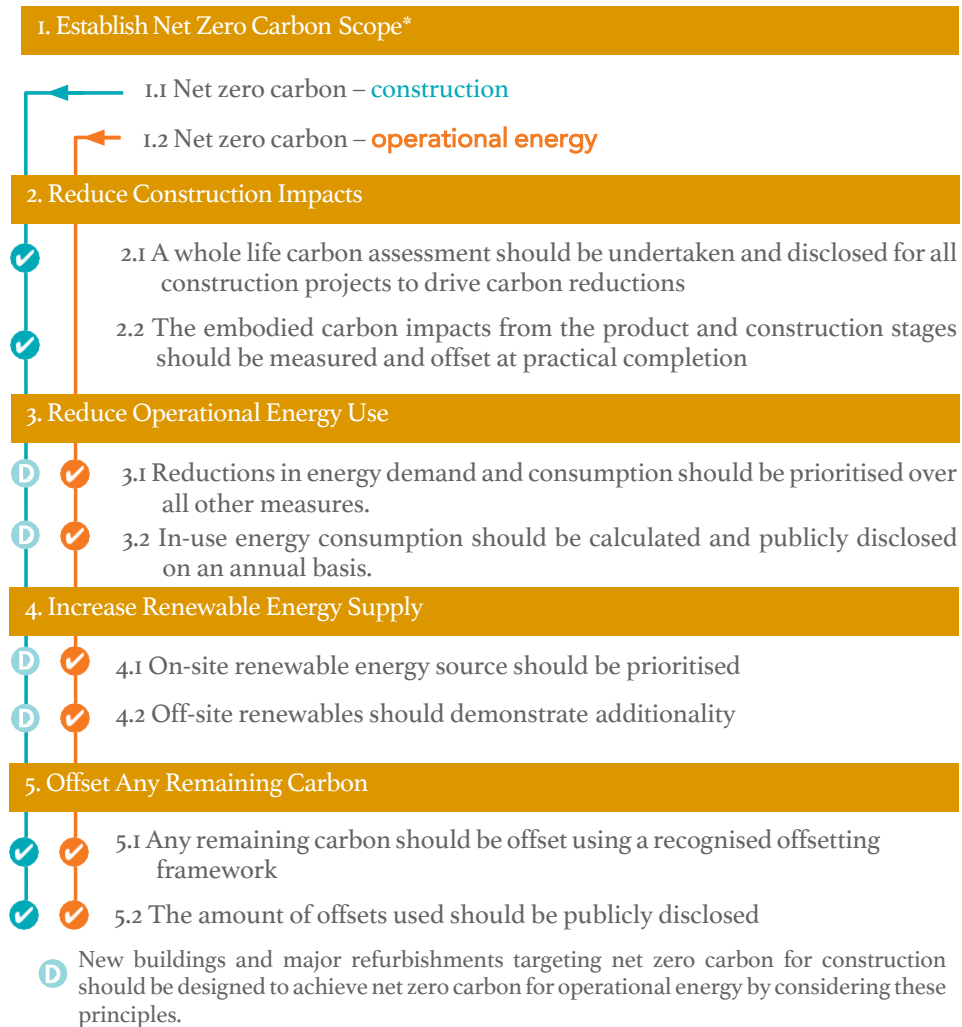 1. Establish Net Zero Carbon Scope*
1.1 Net zero carbon – construction
1.2 Net zero carbon – operational energy
2. Reduce Construction Impacts
2.1 A whole life carbon assessment should be undertaken and disclosed for all
construction projects to drive carbon reductions
2.2 The embodied carbon impacts from the product and construction stages
should be measured and offset at practical completion
3. Reduce Operational Energy Use
D
3.1 Reductions in energy demand and consumption should be prioritised over
all other measures.
D
3.2 In-use energy consumption should be calculated and publicly disclosed
on an annual basis.
4. Increase Renewable Energy Supply
D
4.1 On-site renewable energy source should be prioritised
D
4.2 Off-site renewables should demonstrate additionality
5. Offset Any Remaining Carbon
5.1 Any remaining carbon should be offset using a recognised offsetting
framework
5.2 The amount of offsets used should be publicly disclosed
D
New buildings and major refurbishments targeting net zero carbon for construction
should be designed to achieve net zero carbon for operational energy by considering these
principles.